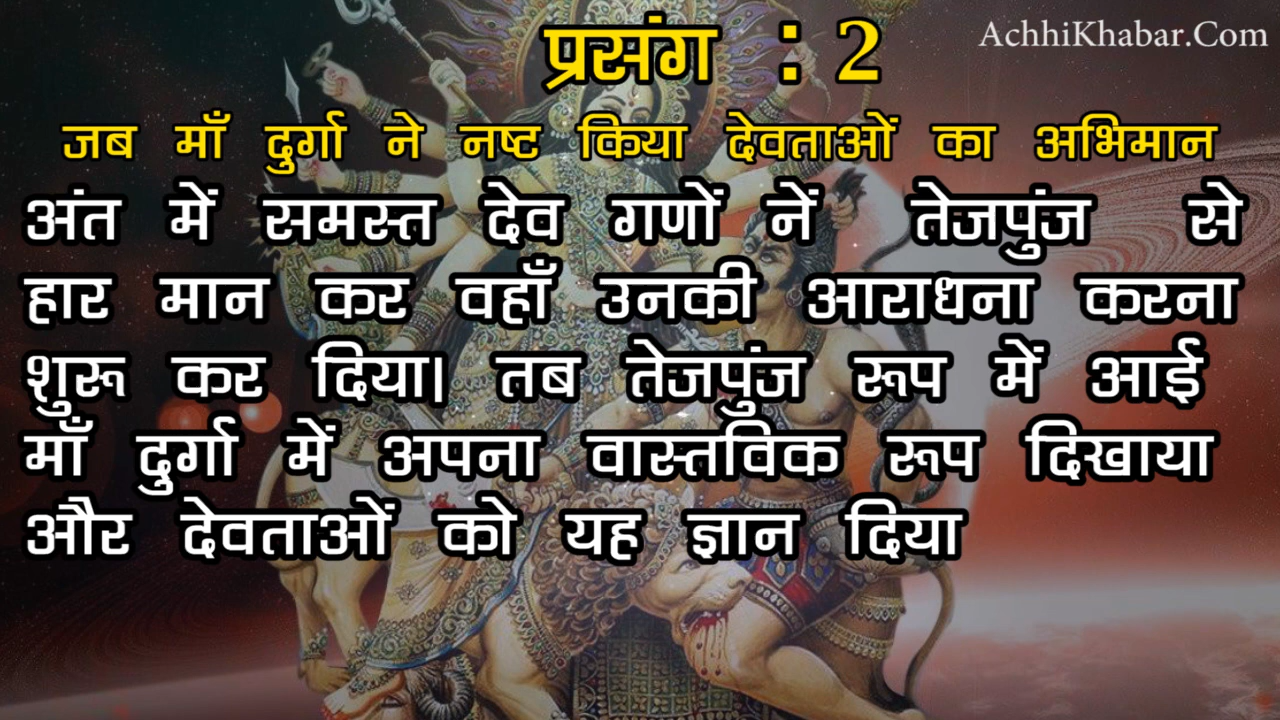 AchhiKhabar.Com
प्रसंग : 2
जब माँ दुर्गा ने नष्ट किया देवताओं का अभिमान
अंत में समस्त देव गणों नें तेजपुंज से
हार मान कर वहाँ उनकी आराधना करना
शुरू कर दिया| तब तेजपुंज रूप में आई
माँ दुर्गा में अपना वास्तविक रूप दिखाया
और देवताओं को यह ज्ञान दिया